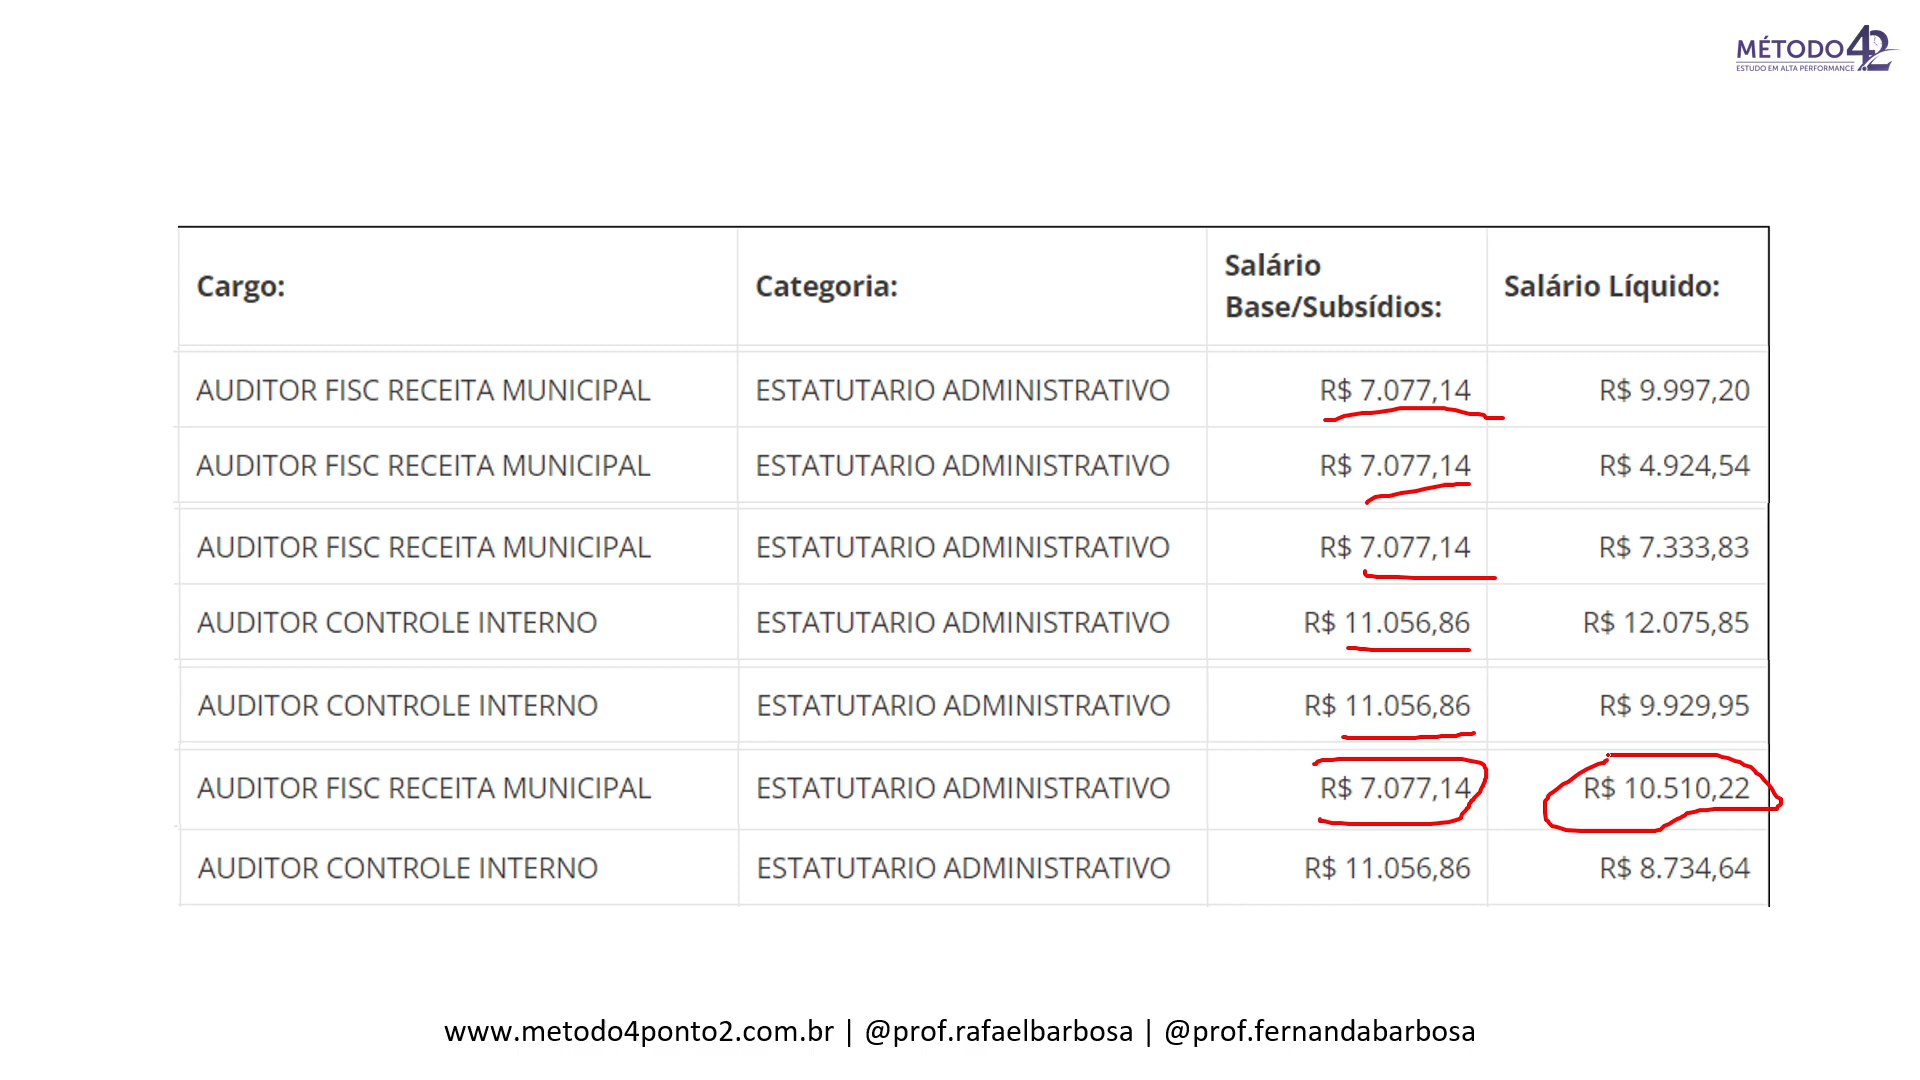 MÉTODO 4.2
ESTUDO EM ALTA PERFORMANCE
Cargo: Categoria: Salário Base/Subsídios: Salário Líquido:
AUDITOR FISC RECEITA MUNICIPAL ESTATUTARIO ADMINISTRATIVO R$ 7.077,14 R$ 9.997,20
AUDITOR FISC RECEITA MUNICIPAL ESTATUTARIO ADMINISTRATIVO R$ 7.077,14 R$ 4.924,54
AUDITOR FISC RECEITA MUNICIPAL ESTATUTARIO ADMINISTRATIVO R$ 7.077,14 R$ 7.333,83
AUDITOR CONTROLE INTERNO ESTATUTARIO ADMINISTRATIVO R$ 11.056,86 R$ 12.075,85
AUDITOR CONTROLE INTERNO ESTATUTARIO ADMINISTRATIVO R$ 11.056,86 R$ 9.929,95
AUDITOR FISC RECEITA MUNICIPAL ESTATUTARIO ADMINISTRATIVO R$ 7.077,14 R$ 10.510,22
AUDITOR CONTROLE INTERNO ESTATUTARIO ADMINISTRATIVO R$ 11.056,86 R$ 8.734,64
www.metodo4ponto2.com.br | @prof.rafaelbarbosa | @prof.fernandabarbosa